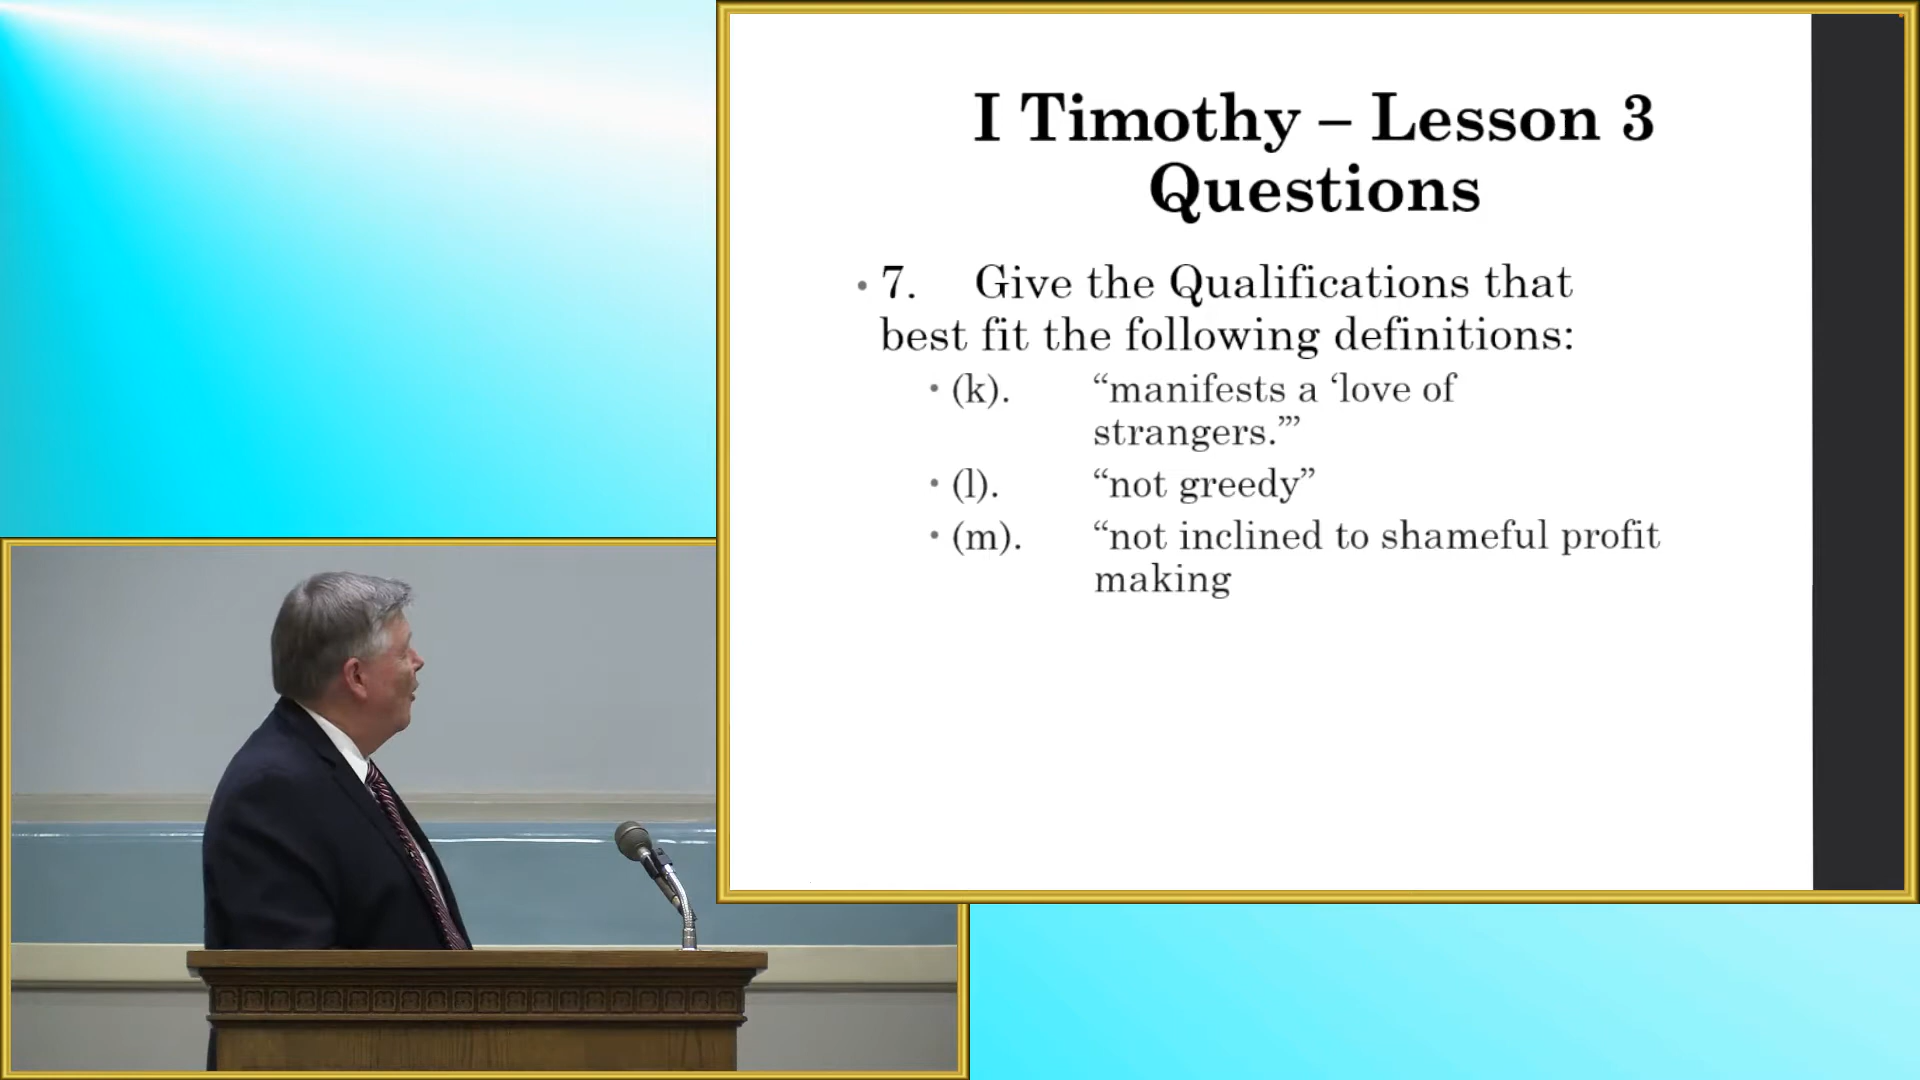 I Timothy – Lesson 3
Questions
• 7. Give the Qualifications that
best fit the following definitions:
• (k). “manifests a ‘love of
strangers.’”
• (l). “not greedy”
• (m). “not inclined to shameful profit
making